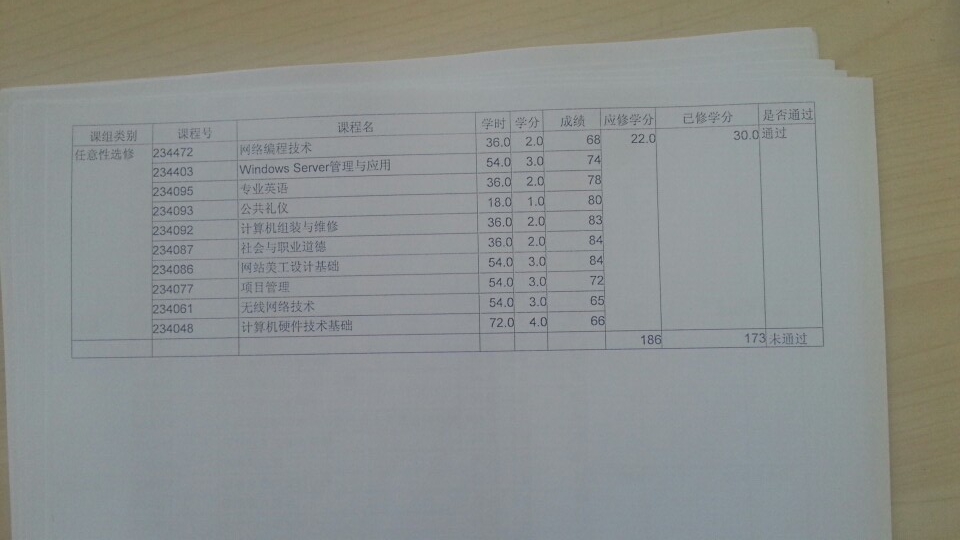 课组类别 课程号 课程名 学时 学分 成绩 应修学分 已修学分 是否通过
任意性选修 234472 网络编程技术 36.0 2.0 68 22.0 30.0 通过
234403 Windows Server管理与应用 54.0 3.0 74
234095 专业英语 36.0 2.0 78
234093 公共礼仪 18.0 1.0 80
234092 计算机组装与维修 36.0 2.0 83
234087 社会与职业道德 36.0 2.0 84
234086 网站美工设计基础 54.0 3.0 84
234077 项目管理 54.0 3.0 72
234061 无线网络技术 54.0 3.0 65
234048 计算机硬件技术基础 72.0 4.0 66
186 173 未通过